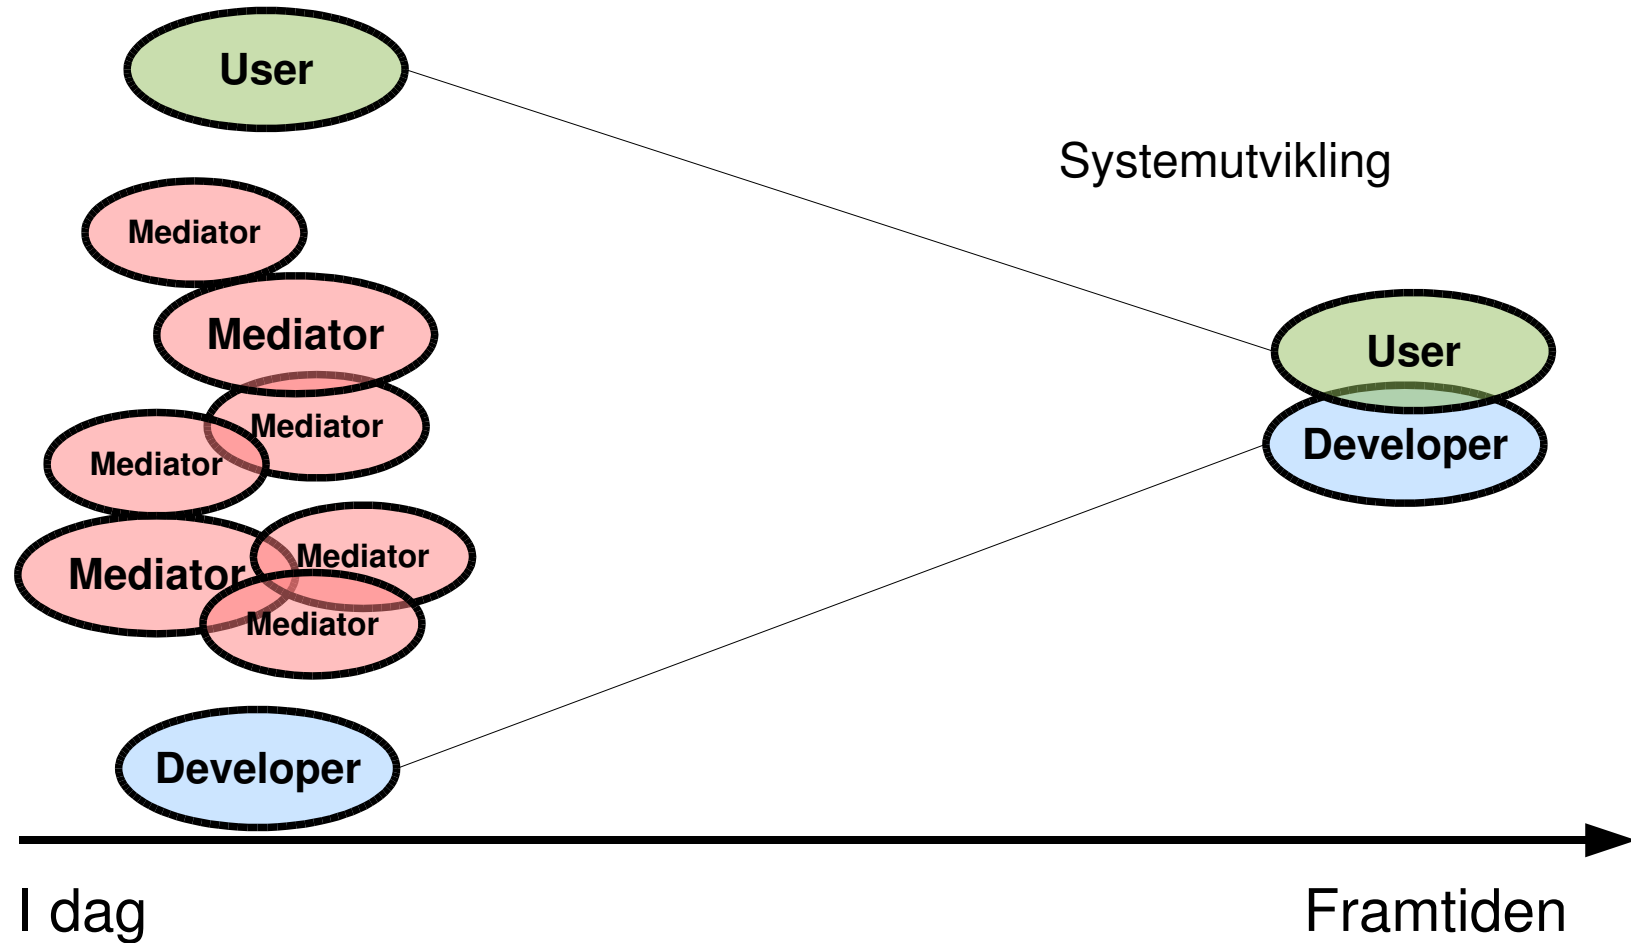 User
Systemutvikling
Mediator
Mediator
Mediator
Mediator
Mediator
Mediator
Mediator
Developer
User
Developer
I dag
Framtiden